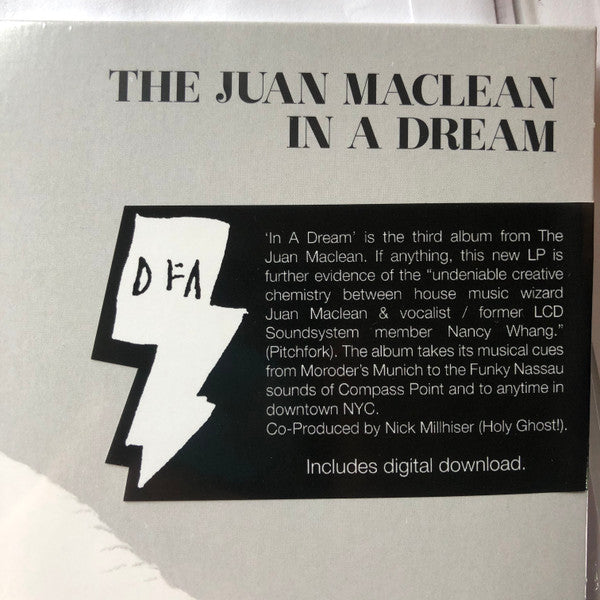 THE JUAN MACLEAN
IN A DREAM
DFA
‘In A Dream’ is the third album from The
Juan Maclean. If anything, this new LP is
further evidence of the “undeniable creative
chemistry between house music wizard
Juan Maclean & vocalist / former LCD
Soundsystem member Nancy Whang.”
(Pitchfork). The album takes its musical cues
from Moroder’s Munich to the Funky Nassau
sounds of Compass Point and to anytime in
downtown NYC.
Co-Produced by Nick Millhiser (Holy Ghost!).
Includes digital download.